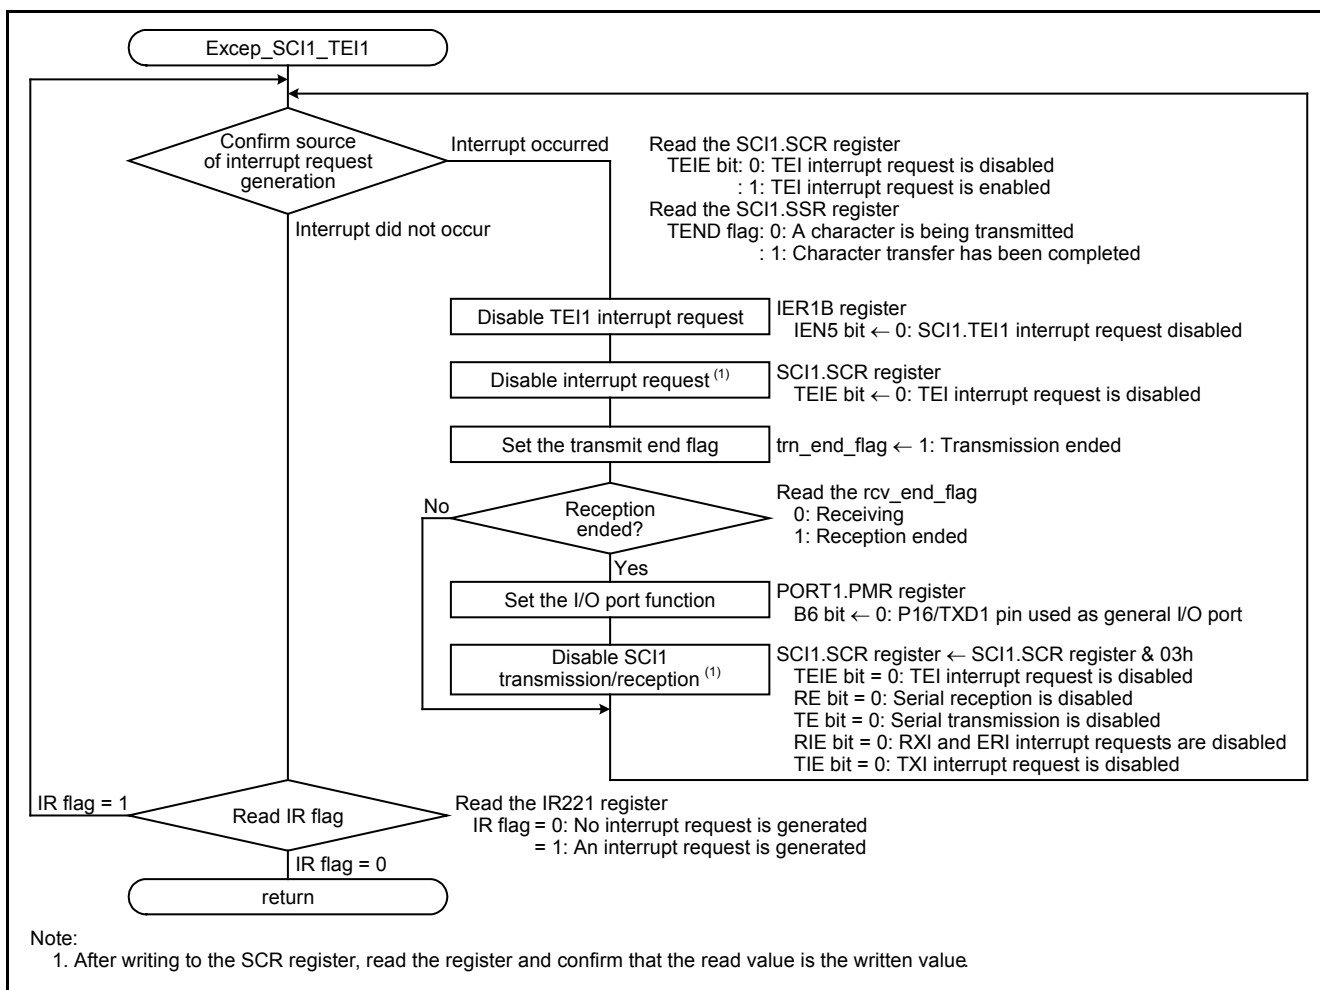 Excep_SCI1_TEI1
Confirm source
of interrupt request
generation
Interrupt occurred
Read the SCI1.SCR register
TEIE bit: 0: TEI interrupt request is disabled
: 1: TEI interrupt request is enabled
Read the SCI1.SSR register
TEND flag: 0: A character is being transmitted
: 1: Character transfer has been completed
Interrupt did not occur
Disable TEI1 interrupt request
IER1B register
IEN5 bit ← 0: SCI1.TEI1 interrupt request disabled
Disable interrupt request (1)
SCI1.SCR register
TEIE bit ← 0: TEI interrupt request is disabled
Set the transmit end flag
trn_end_flag ← 1: Transmission ended
No
Reception
ended?
Read the rcv_end_flag
0: Receiving
1: Reception ended
Yes
Set the I/O port function
PORT1.PMR register
B6 bit ← 0: P16/TXD1 pin used as general I/O port
Disable SCI1
transmission/reception (1)
SCI1.SCR register ← SCI1.SCR register & 03h
TEIE bit = 0: TEI interrupt request is disabled
RE bit = 0: Serial reception is disabled
TE bit = 0: Serial transmission is disabled
RIE bit = 0: RXI and ERI interrupt requests are disabled
TIE bit = 0: TXI interrupt request is disabled
IR flag = 1
Read IR flag
Read the IR221 register
IR flag = 0: No interrupt request is generated
= 1: An interrupt request is generated
IR flag = 0
return
Note:
1. After writing to the SCR register, read the register and confirm that the read value is the written value.